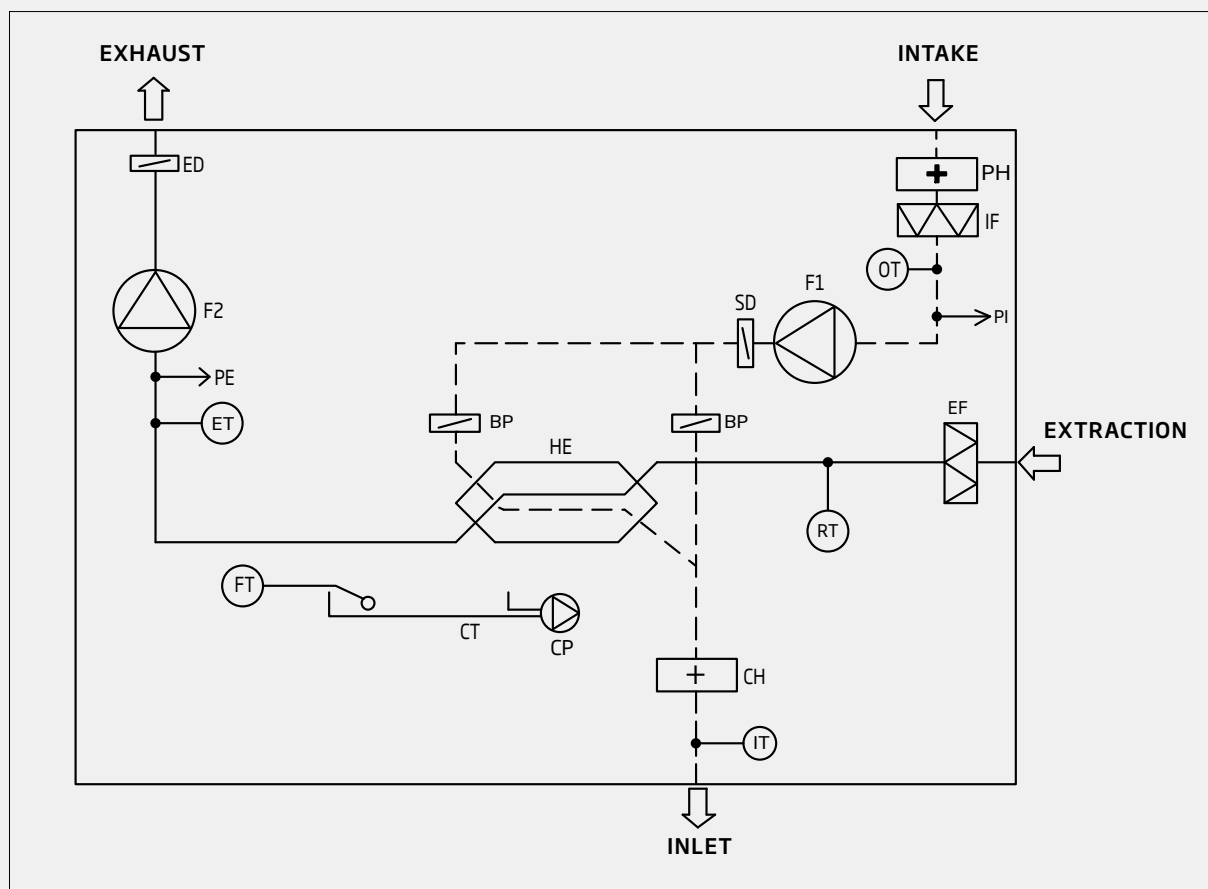 EXHAUST
INTAKE
ED
PH
IF
OT
F1
F2
SD
PI
PE
ET
BP
BP
EF
EXTRACTION
HE
RT
FT
CT
CP
CH
IT
INLET